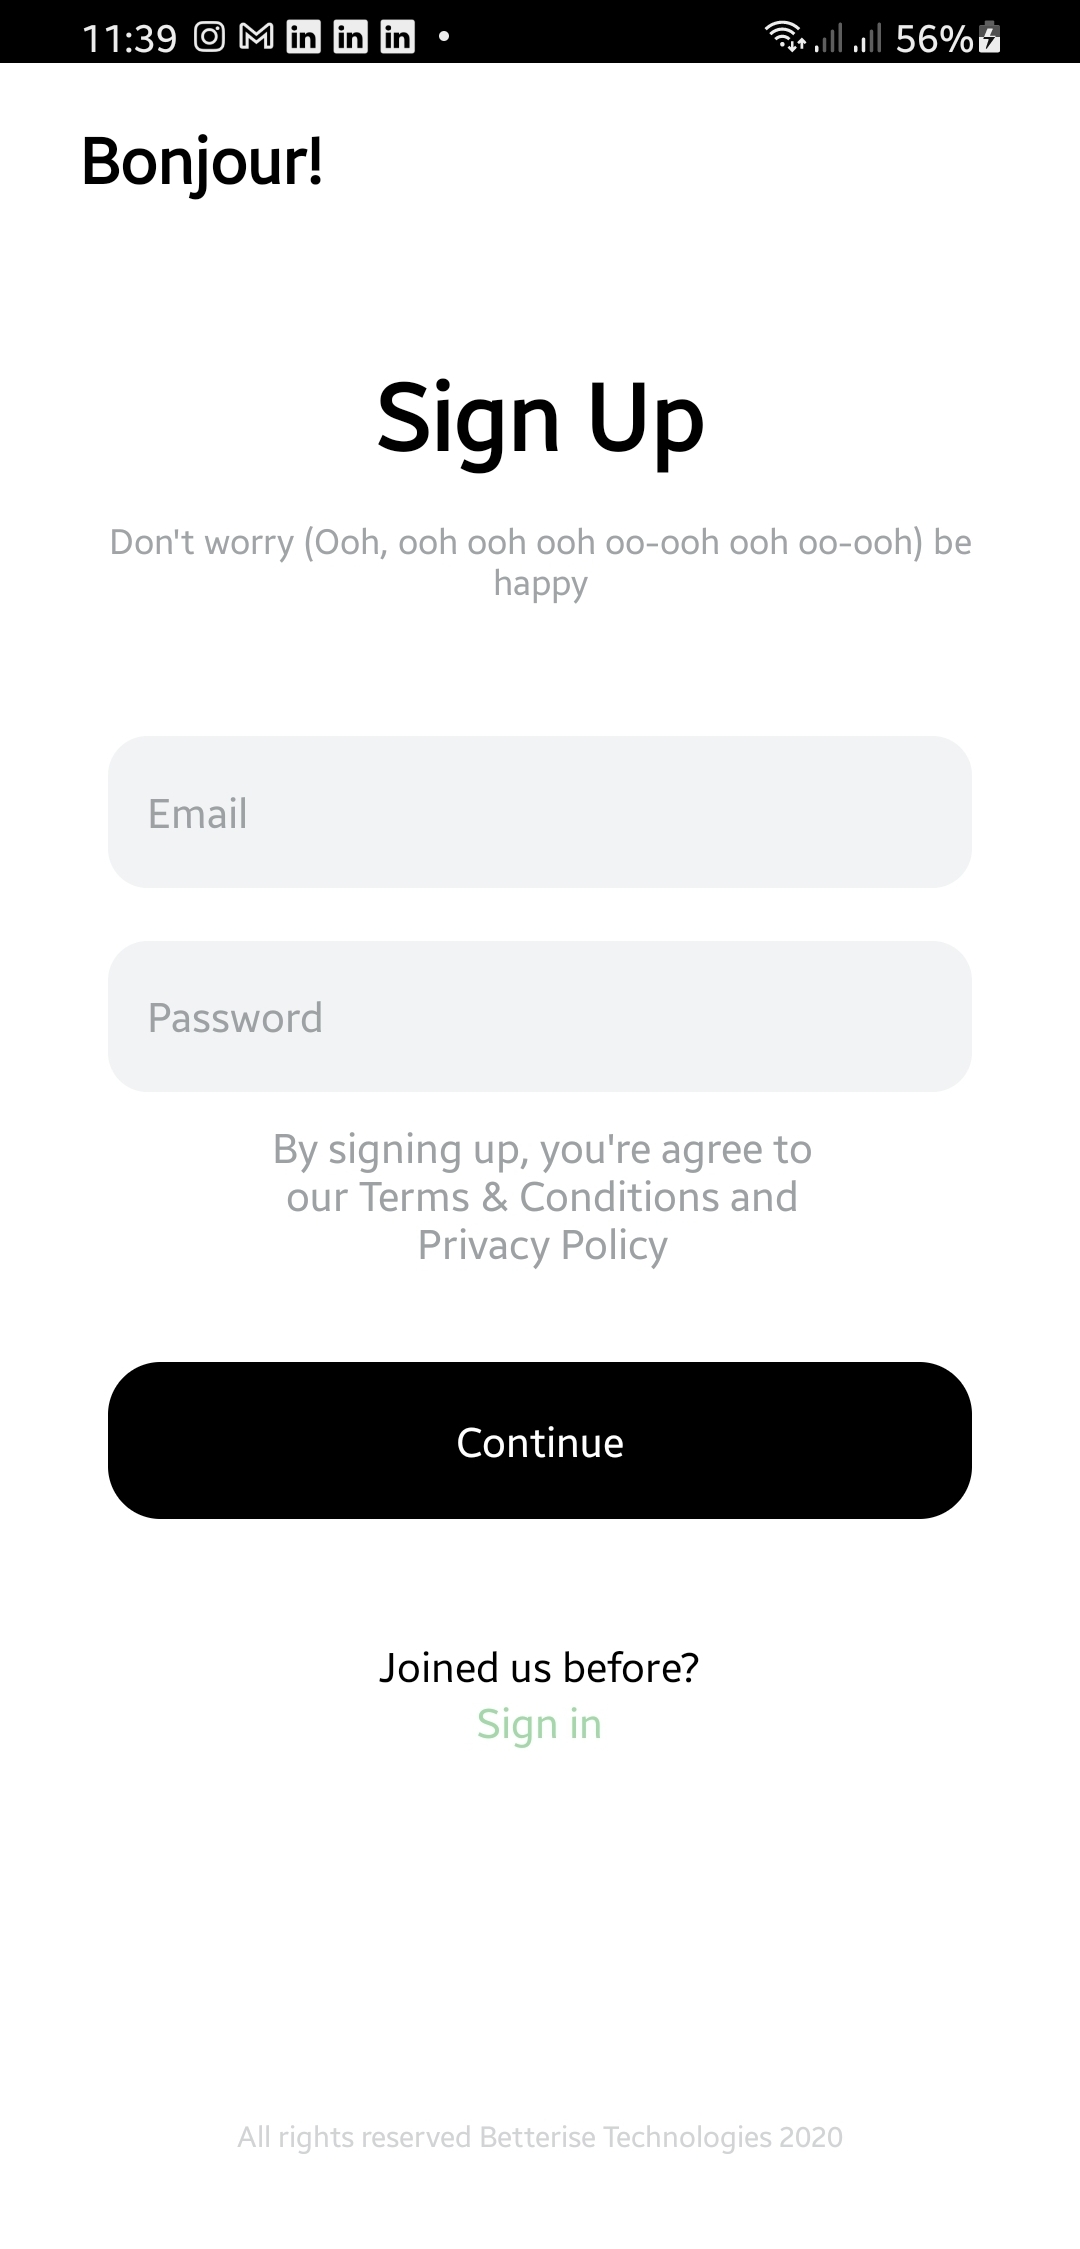 11:39
56%
Bonjour!
Sign Up
Don't worry (Ooh, ooh ooh ooh oo-ooh ooh oo-ooh) be
happy
Email
Password
By signing up, you're agree to
our Terms & Conditions and
Privacy Policy
Continue
Joined us before?
Sign in
All rights reserved Betterise Technologies 2020